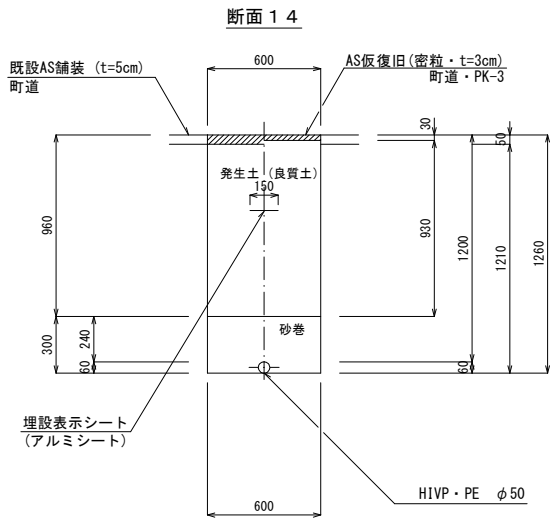 断面１４
既設AS舗装 (t=5cm)
町道
600
AS仮復旧(密粒・t=3cm)
町道・PK-3
30
50
発生土（良質土）
150
960
930
1200
1210
1260
砂巻
300
240
60
60
埋設表示シート
(アルミシート)
HIVP・PE φ50
600